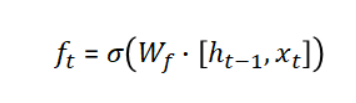 f_t = σ(W_f · [h_{t−1}, x_t])